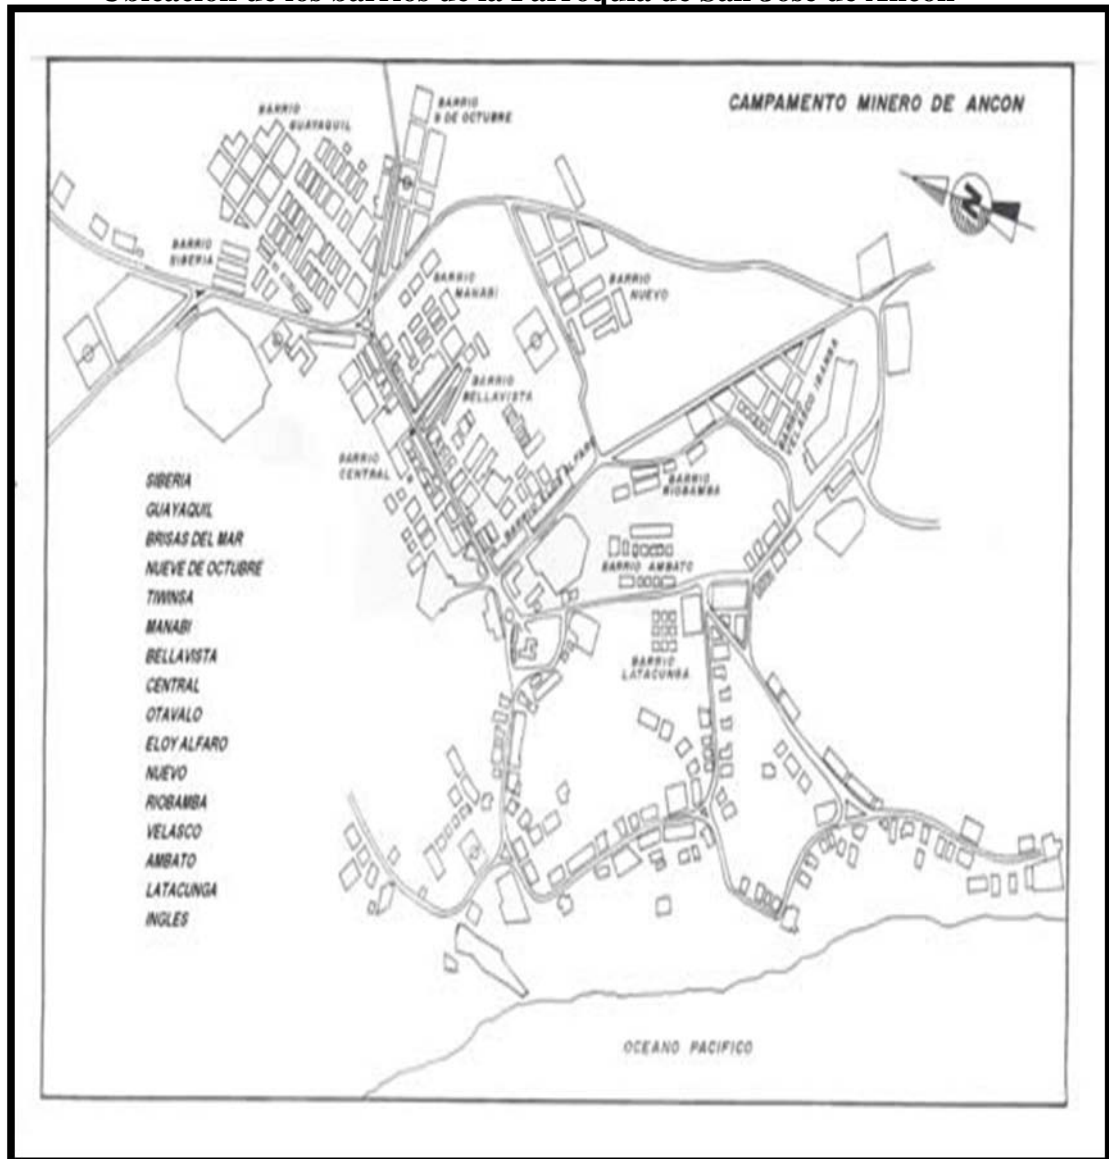 Ubicación de los barrios de la Parroquia de San José de Ancón
CAMPAMENTO MINERO DE ANCON
N
BARRIO
GUAYAQUIL
BARRIO
9 DE OCTUBRE
BARRIO
SIBERIA
BARRIO
MANABI
BARRIO
NUEVO
BARRIO
BELLAVISTA
BARRIO
VELASCO IBARRA
BARRIO
CENTRAL
BARRIO ELOY ALFARO
BARRIO
RIOBAMBA
BARRIO AMBATO
BARRIO
LATACUNGA
SIBERIA
GUAYAQUIL
BRISAS DEL MAR
NUEVE DE OCTUBRE
TIWINSA
MANABI
BELLAVISTA
CENTRAL
OTAVALO
ELOY ALFARO
NUEVO
RIOBAMBA
VELASCO
AMBATO
LATACUNGA
INGLES
OCEANO PACIFICO